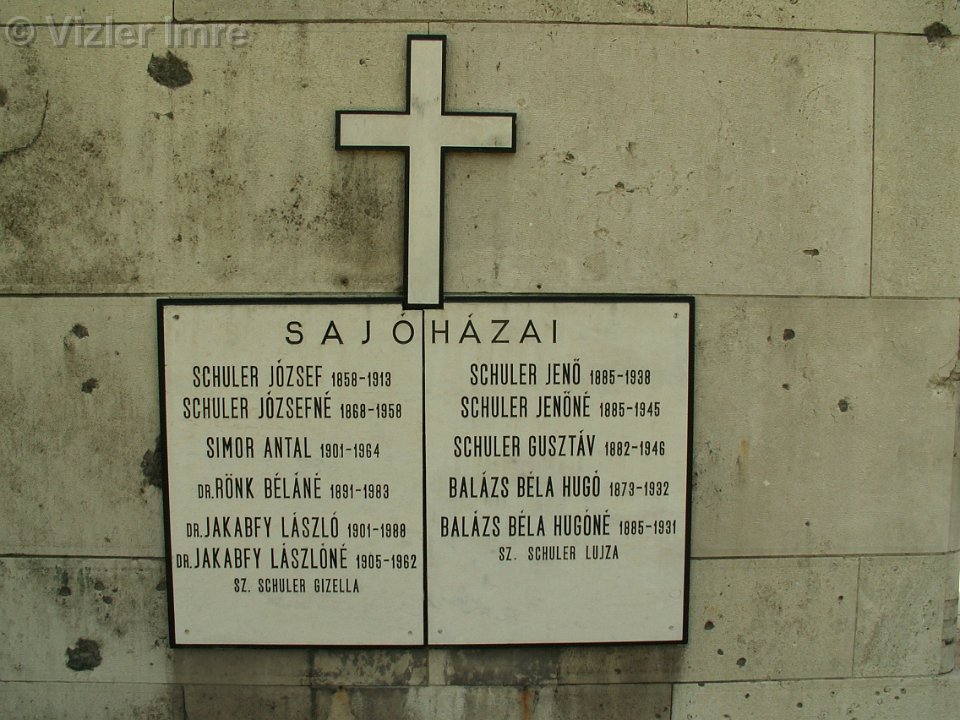 © Vizler Imre
SAJÓHÁZAI
SCHULER JÓZSEF 1858-1913
SCHULER JÓZSEFNÉ 1868-1958
SIMOR ANTAL 1901-1964
DR. RÖNK BÉLÁNÉ 1891-1983
DR. JAKABFY LÁSZLÓ 1901-1988
DR. JAKABFY LÁSZLÓNÉ 1905-1962
SZ. SCHULER GIZELLA
SCHULER JENŐ 1885-1938
SCHULER JENŐNÉ 1885-1945
SCHULER GUSZTÁV 1882-1946
BALÁZS BÉLA HUGÓ 1873-1932
BALÁZS BÉLA HUGÓNÉ 1885-1931
SZ. SCHULER LUJZA